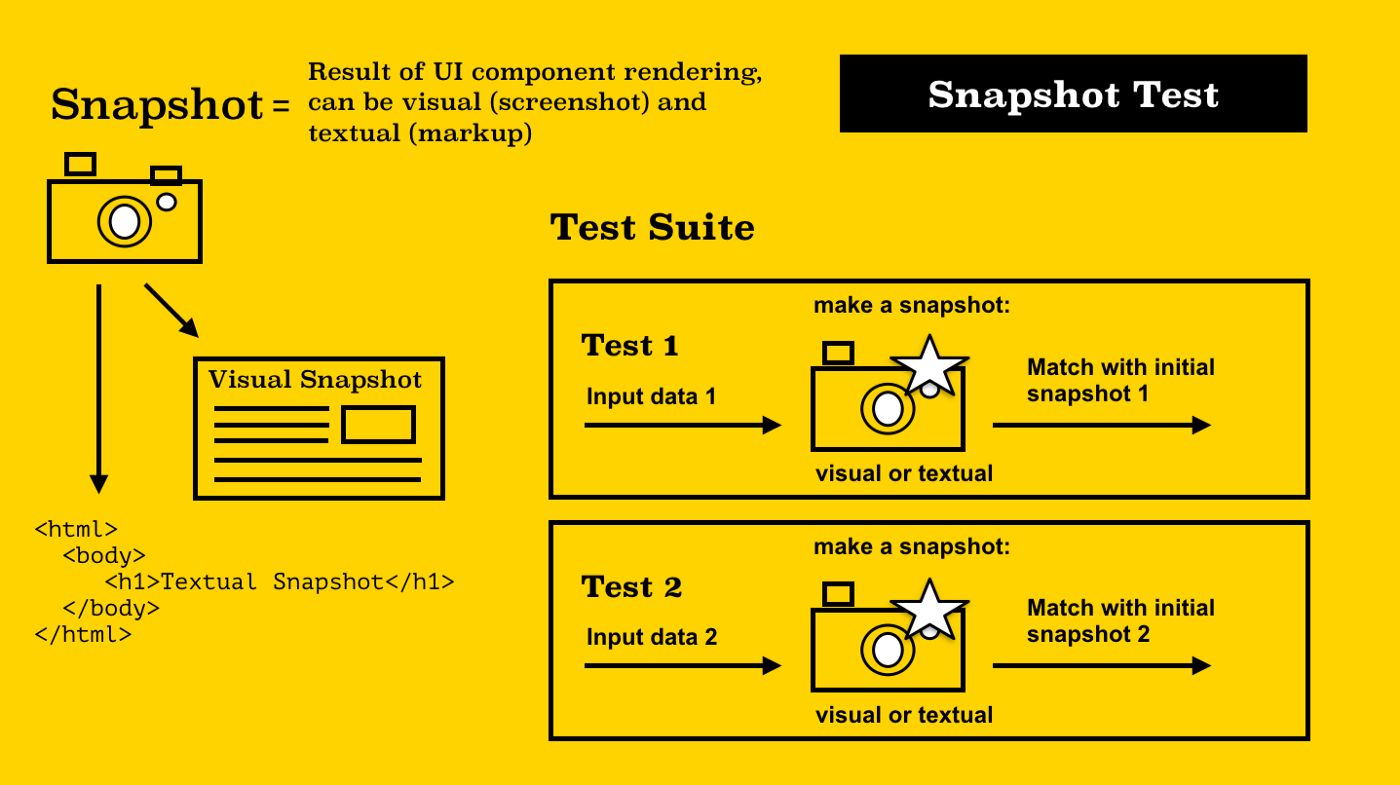 Snapshot =
Result of UI component rendering,
can be visual (screenshot) and
textual (markup)
Snapshot Test
Visual Snapshot
<html>
  <body>
     <h1>Textual Snapshot</h1>
  </body>
</html>
Test Suite
make a snapshot:
Test 1
Input data 1
Match with initial
snapshot 1
visual or textual
make a snapshot:
Test 2
Input data 2
Match with initial
snapshot 2
visual or textual